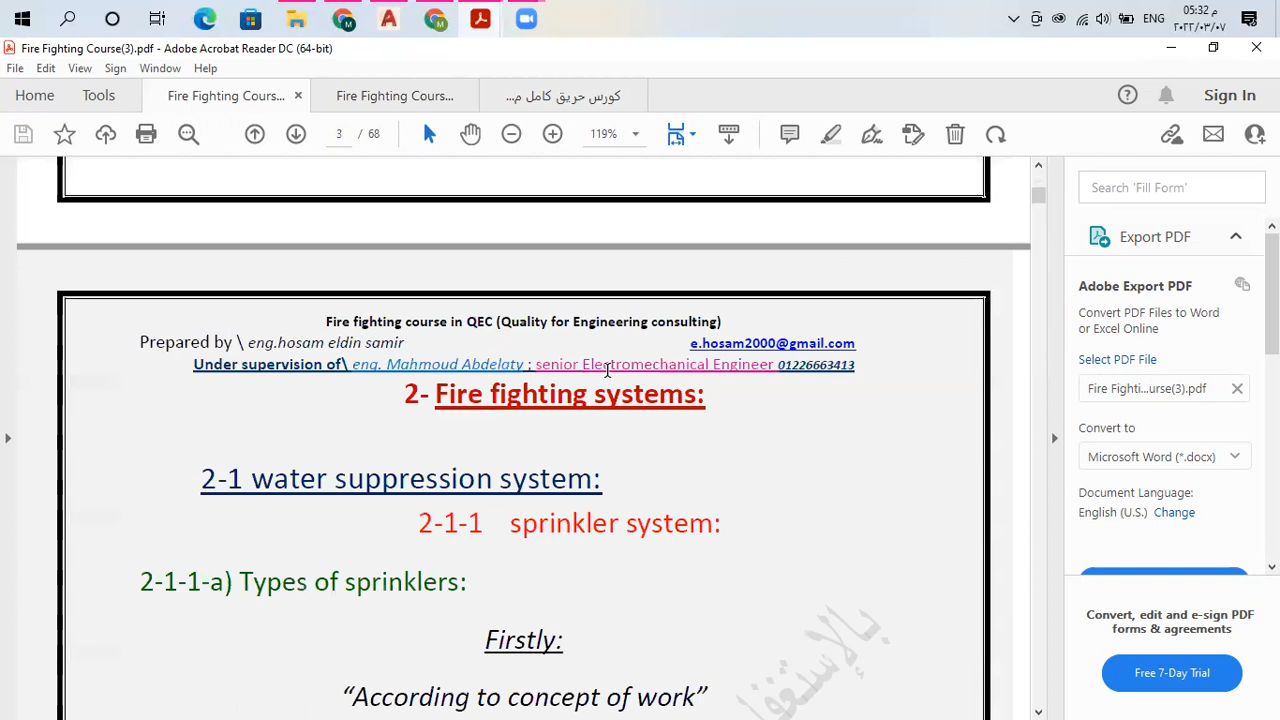 م 05:32
ENG
٢٠٢٢/٠٣/٠٧
Fire Fighting Course(3).pdf - Adobe Acrobat Reader DC (64-bit)
File Edit View Sign Window Help
Home Tools Fire Fighting Cours... Fire Fighting Cours... كورس حريق كامل م... Sign In
3 / 68 119%
Search 'Fill Form'
Export PDF
Adobe Export PDF
Convert PDF Files to Word
or Excel Online
Select PDF File
Fire Fighti...urse(3).pdf
Convert to
Microsoft Word (*.docx)
Document Language:
English (U.S.) Change
Convert, edit and e-sign PDF
forms & agreements
Free 7-Day Trial
Fire fighting course in QEC (Quality for Engineering consulting)
Prepared by \ eng.hosam eldin samir e.hosam2000@gmail.com
Under supervision of\ eng. Mahmoud Abdelaty ; senior Electromechanical Engineer 01226663413
2- Fire fighting systems:
2-1 water suppression system:
2-1-1 sprinkler system:
2-1-1-a) Types of sprinklers:
Firstly:
“According to concept of work”